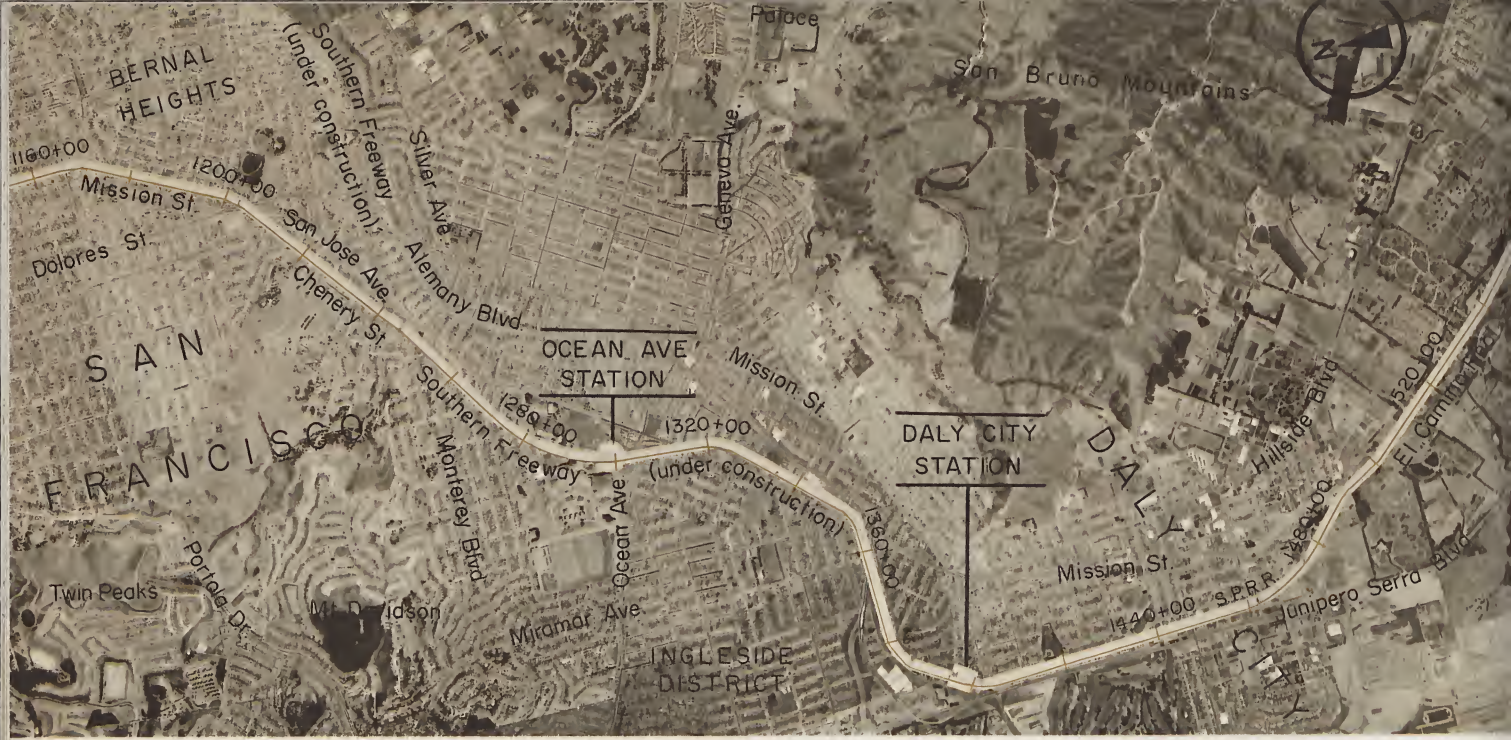 Palace
BERNAL
HEIGHTS
Southern Freeway
(under construction)
San Bruno Mountains
N
Silver Ave.
Geneva Ave.
1160+00
1200+00
Mission St.
Dolores St.
San Jose Ave.
Alemany Blvd.
Chenery St.
SAN
FRANCISCO
OCEAN AVE
STATION
Mission St.
Southern Freeway
(under construction)
1280+00
1320+00
DALY CITY
STATION
DALY
CITY
Hillside Blvd
1520+00
El Camino Real
Monterey Blvd
Ocean Ave
1360+00
1480+00
Mission St.
Twin Peaks
Portola Dr.
Mt. Davidson
Miramar Ave.
1440+00
S.P.R.R.
Junipero Serra Blvd.
INGLESIDE
DISTRICT